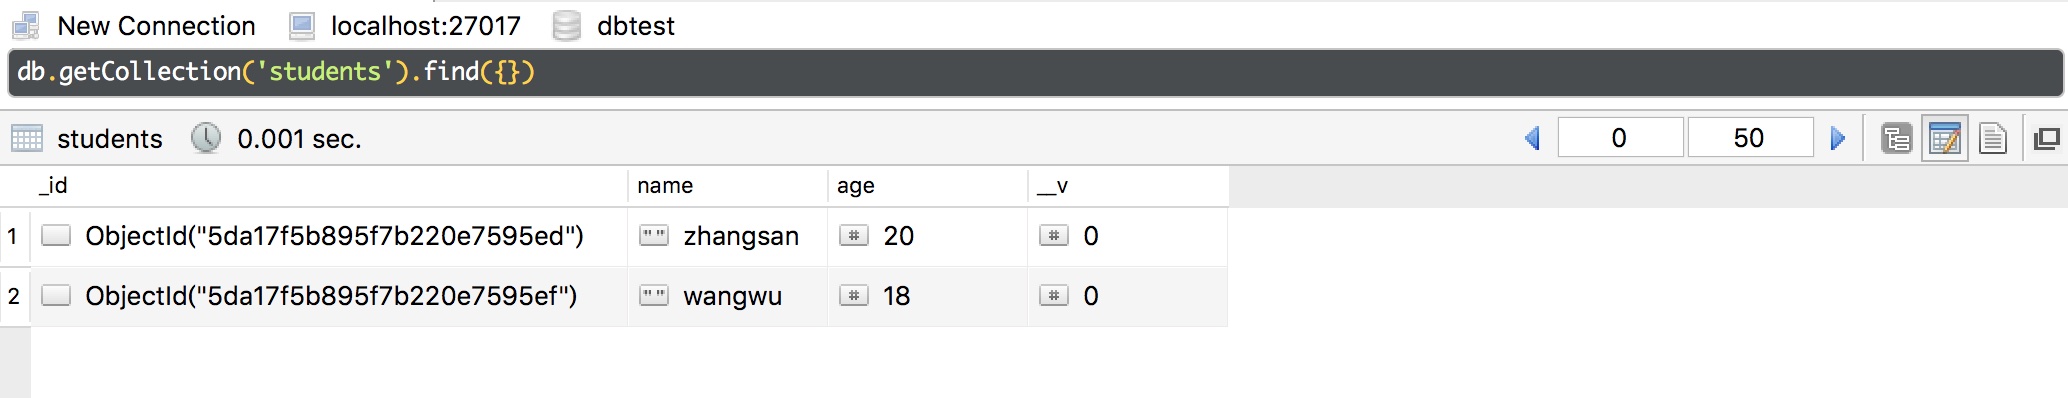 New Connection localhost:27017 dbtest
db.getCollection('students').find({})
students 0.001 sec. 0 50
_id name age __v
1 ObjectId("5da17f5b895f7b220e7595ed") "" zhangsan # 20 # 0
2 ObjectId("5da17f5b895f7b220e7595ef") "" wangwu # 18 # 0